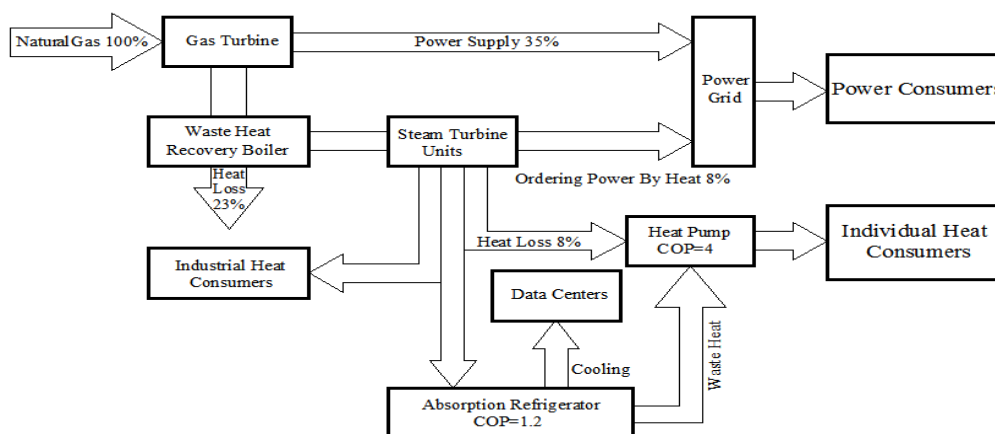 Natural Gas 100%
Gas Turbine
Power Supply 35%
Power
Grid
Power Consumers
Waste Heat
Recovery Boiler
Steam Turbine
Units
Heat
Loss
23%
Ordering Power By Heat 8%
Heat Loss 8%
Heat Pump
COP=4
Individual Heat
Consumers
Industrial Heat
Consumers
Data Centers
Cooling
Waste Heat
Absorption Refrigerator
COP=1.2